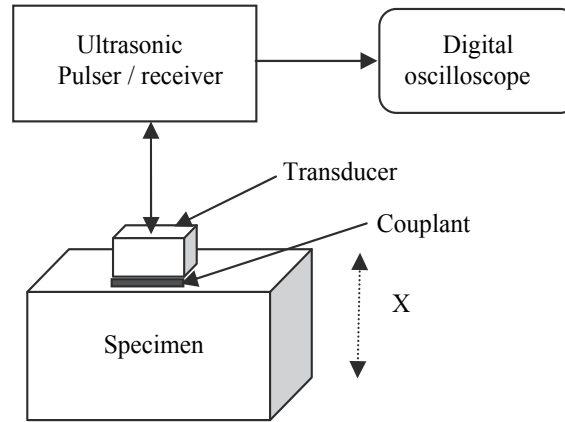 Ultrasonic
Pulser / receiver
Digital
oscilloscope
Transducer
Couplant
X
Specimen